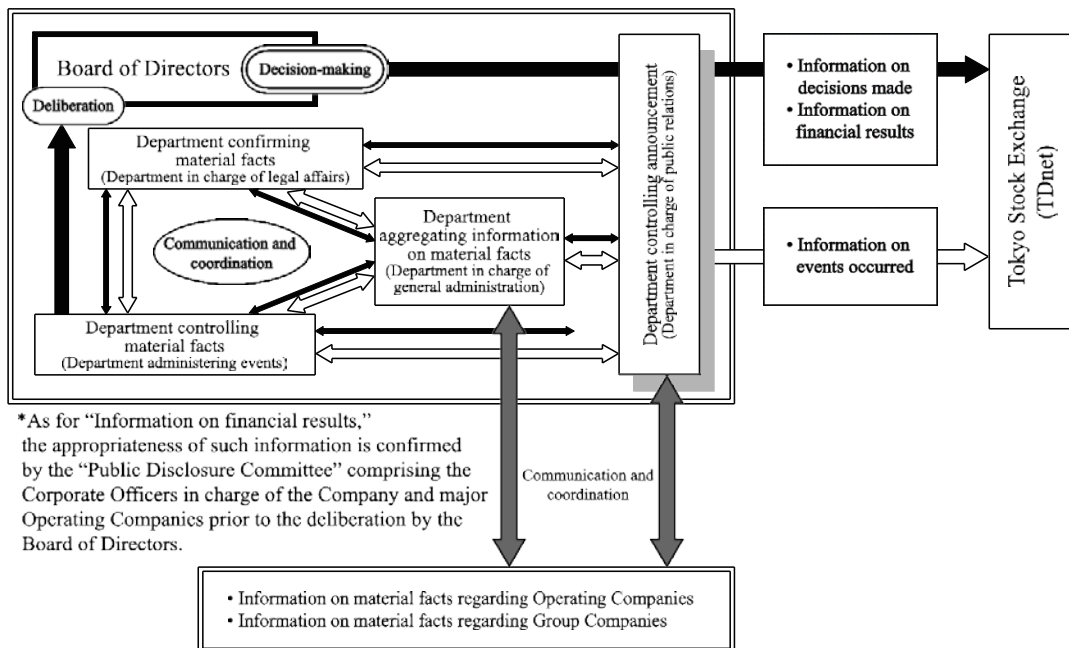 Board of Directors
Decision-making
Deliberation
Department confirming
material facts
(Department in charge of legal affairs)
Communication and
coordination
Department
aggregating information
on material facts
(Department in charge of
general administration)
Department controlling
material facts
(Department administering events)
Department controlling announcement
(Department in charge of public relations)
• Information on
decisions made
• Information on
financial results
• Information on
events occurred
Tokyo Stock Exchange
(TDnet)
*As for “Information on financial results,”
the appropriateness of such information is confirmed
by the “Public Disclosure Committee” comprising the
Corporate Officers in charge of the Company and major
Operating Companies prior to the deliberation by the
Board of Directors.
Communication and
coordination
• Information on material facts regarding Operating Companies
• Information on material facts regarding Group Companies